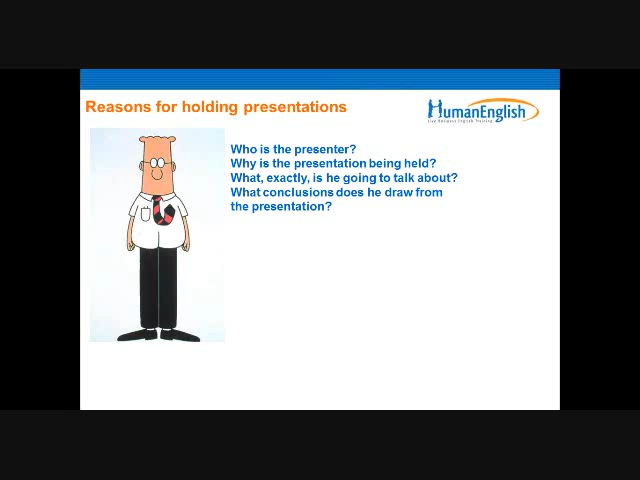 Reasons for holding presentations
HumanEnglish
Live Business English Training
Who is the presenter?
Why is the presentation being held?
What, exactly, is he going to talk about?
What conclusions does he draw from
the presentation?